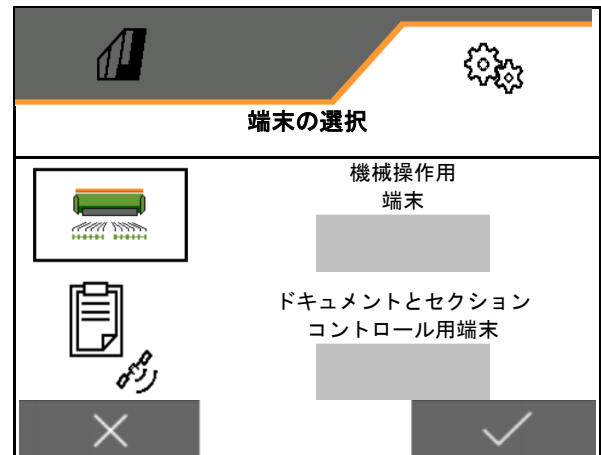 端末の選択
機械操作用
端末
ドキュメントとセクション
コントロール用端末